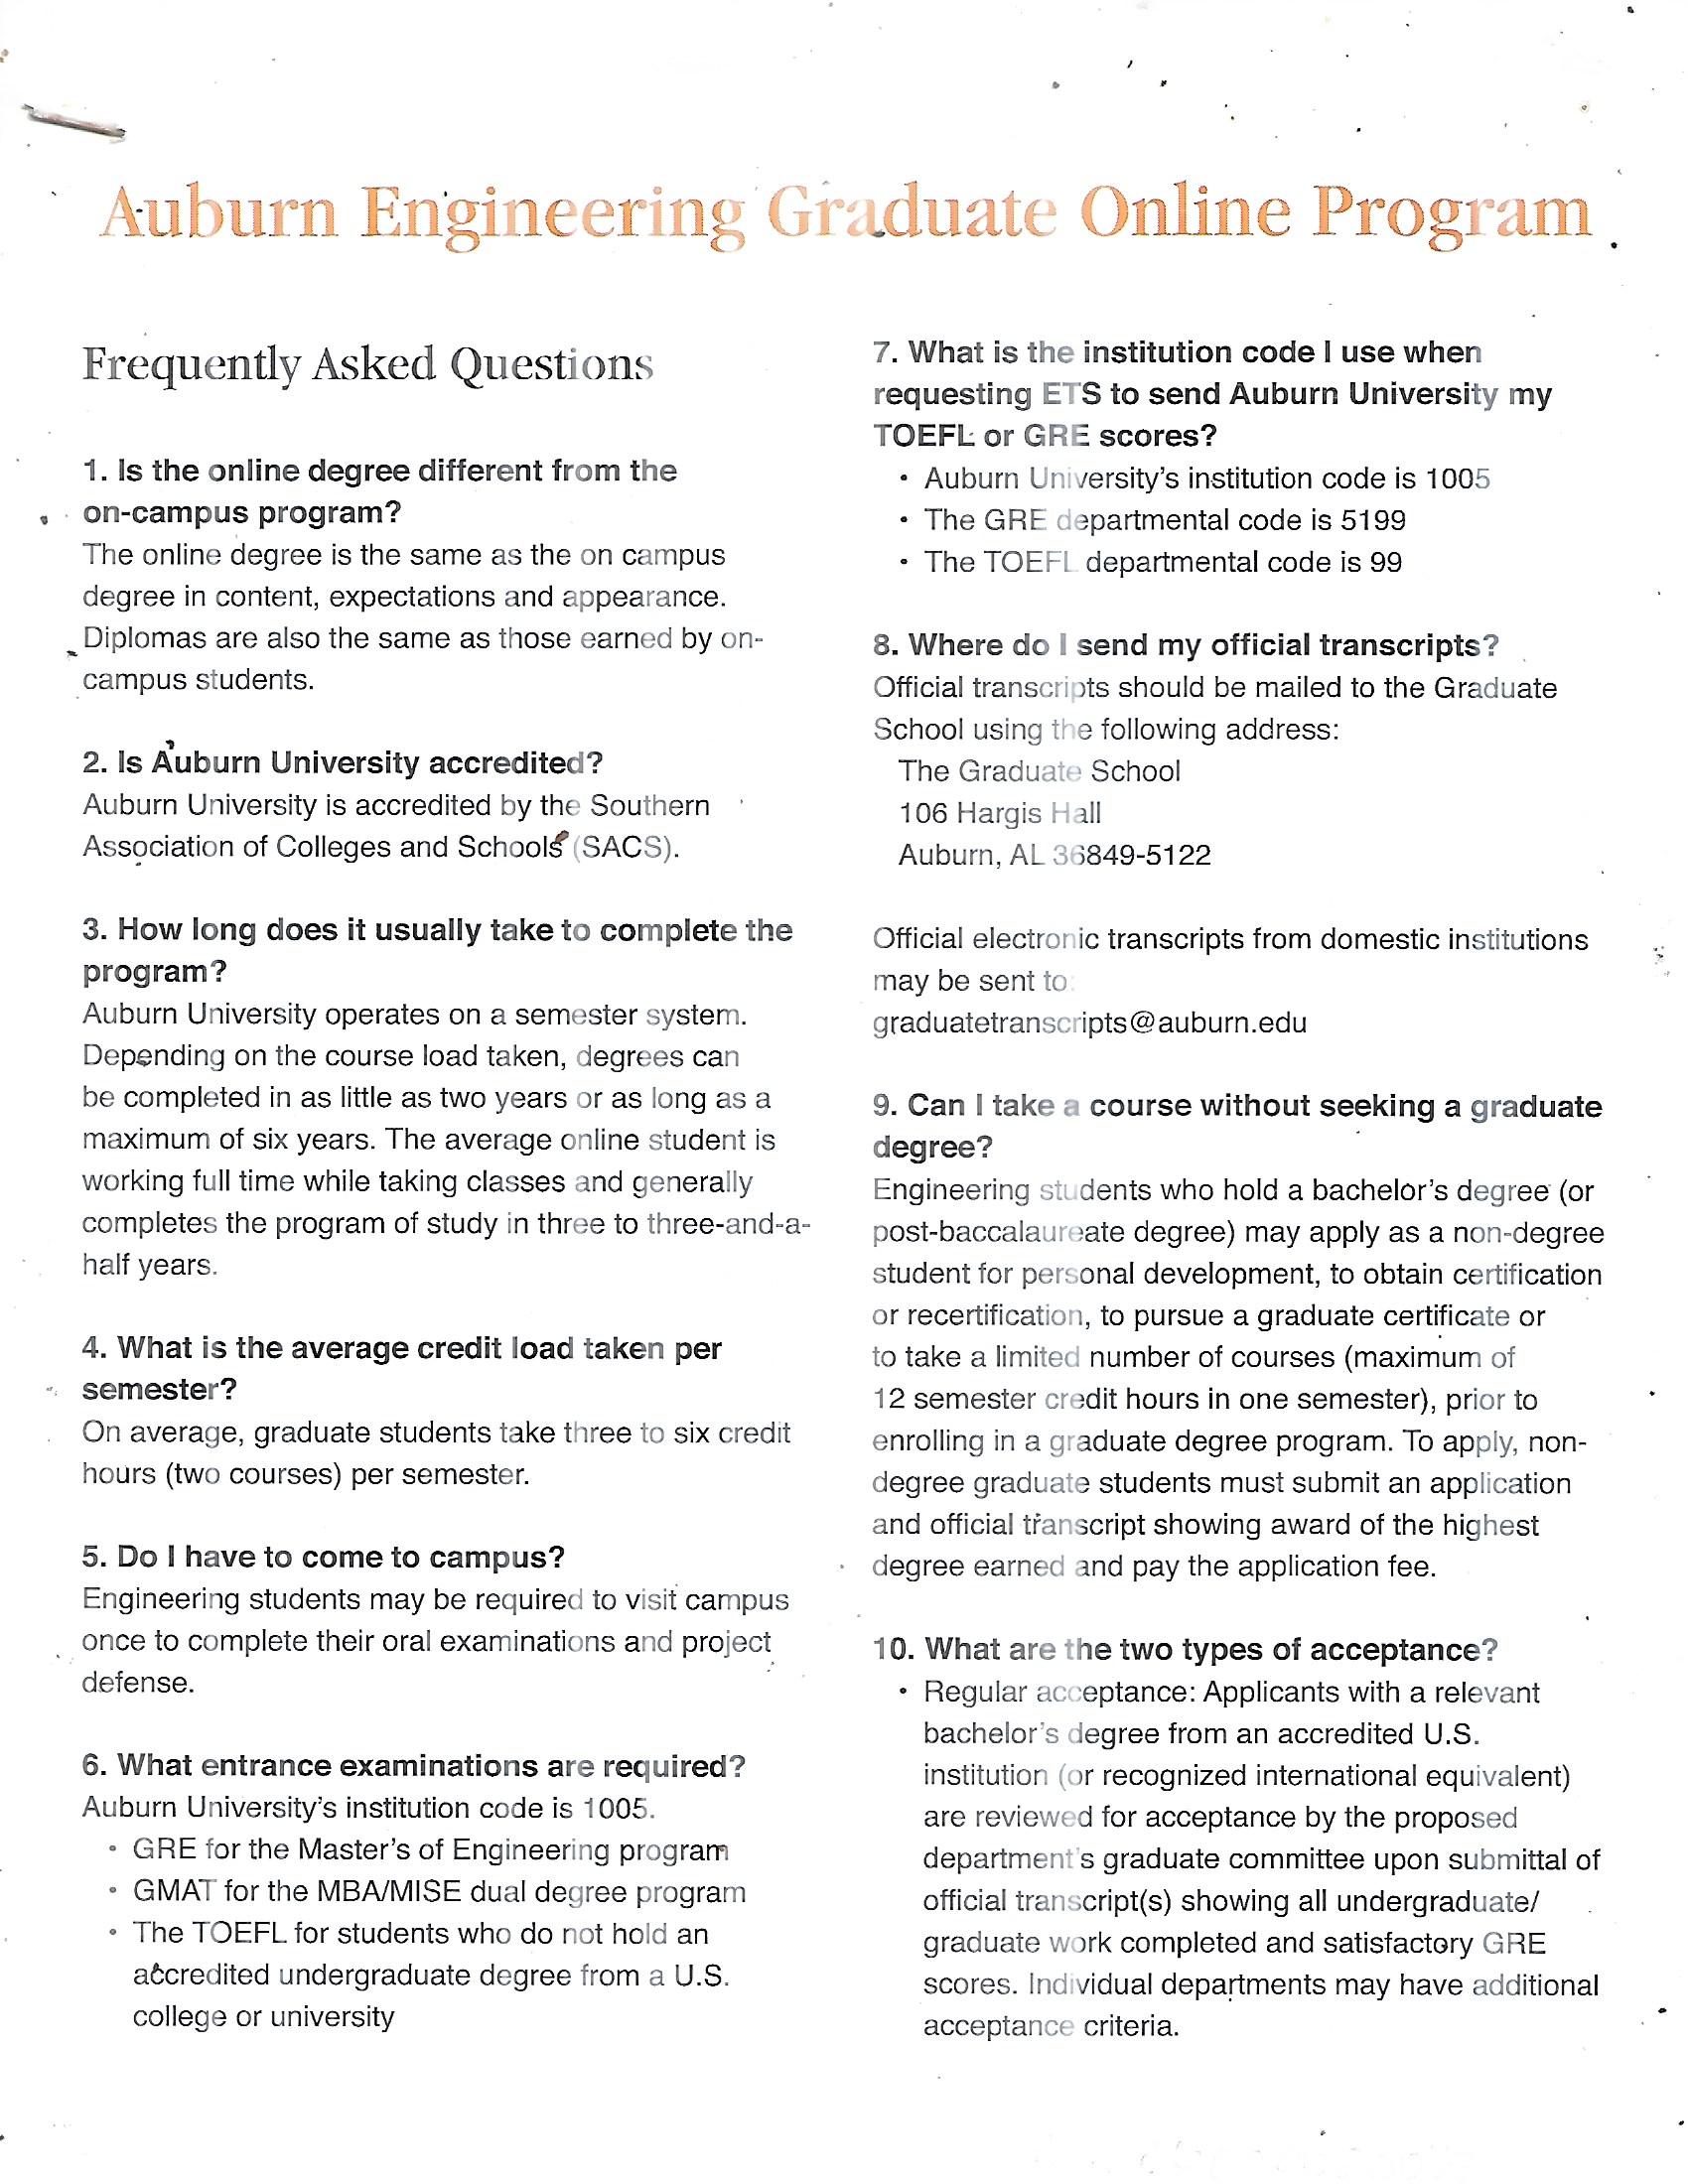 Auburn Engineering Graduate Online Program
Frequently Asked Questions
1. Is the online degree different from the
on-campus program?
The online degree is the same as the on campus
degree in content, expectations and appearance.
Diplomas are also the same as those earned by on-
campus students.
2. Is Auburn University accredited?
Auburn University is accredited by the Southern
Association of Colleges and Schools (SACS).
3. How long does it usually take to complete the
program?
Auburn University operates on a semester system.
Depending on the course load taken, degrees can
be completed in as little as two years or as long as a
maximum of six years. The average online student is
working full time while taking classes and generally
completes the program of study in three to three-and-a-
half years.
4. What is the average credit load taken per
semester?
On average, graduate students take three to six credit
hours (two courses) per semester.
5. Do I have to come to campus?
Engineering students may be required to visit campus
once to complete their oral examinations and project
defense.
6. What entrance examinations are required?
Auburn University's institution code is 1005.
• GRE for the Master's of Engineering program
• GMAT for the MBA/MISE dual degree program
• The TOEFL for students who do not hold an
accredited undergraduate degree from a U.S.
college or university
7. What is the institution code I use when
requesting ETS to send Auburn University my
TOEFL or GRE scores?
• Auburn University's institution code is 1005
• The GRE departmental code is 5199
• The TOEFL departmental code is 99
8. Where do I send my official transcripts?
Official transcripts should be mailed to the Graduate
School using the following address:
The Graduate School
106 Hargis Hall
Auburn, AL 36849-5122
Official electronic transcripts from domestic institutions
may be sent to:
graduatetranscripts@auburn.edu
9. Can I take a course without seeking a graduate
degree?
Engineering students who hold a bachelor's degree (or
post-baccalaureate degree) may apply as a non-degree
student for personal development, to obtain certification
or recertification, to pursue a graduate certificate or
to take a limited number of courses (maximum of
12 semester credit hours in one semester), prior to
enrolling in a graduate degree program. To apply, non-
degree graduate students must submit an application
and official transcript showing award of the highest
degree earned and pay the application fee.
10. What are the two types of acceptance?
• Regular acceptance: Applicants with a relevant
bachelor's degree from an accredited U.S.
institution (or recognized international equivalent)
are reviewed for acceptance by the proposed
department's graduate committee upon submittal of
official transcript(s) showing all undergraduate/
graduate work completed and satisfactory GRE
scores. Individual departments may have additional
acceptance criteria.